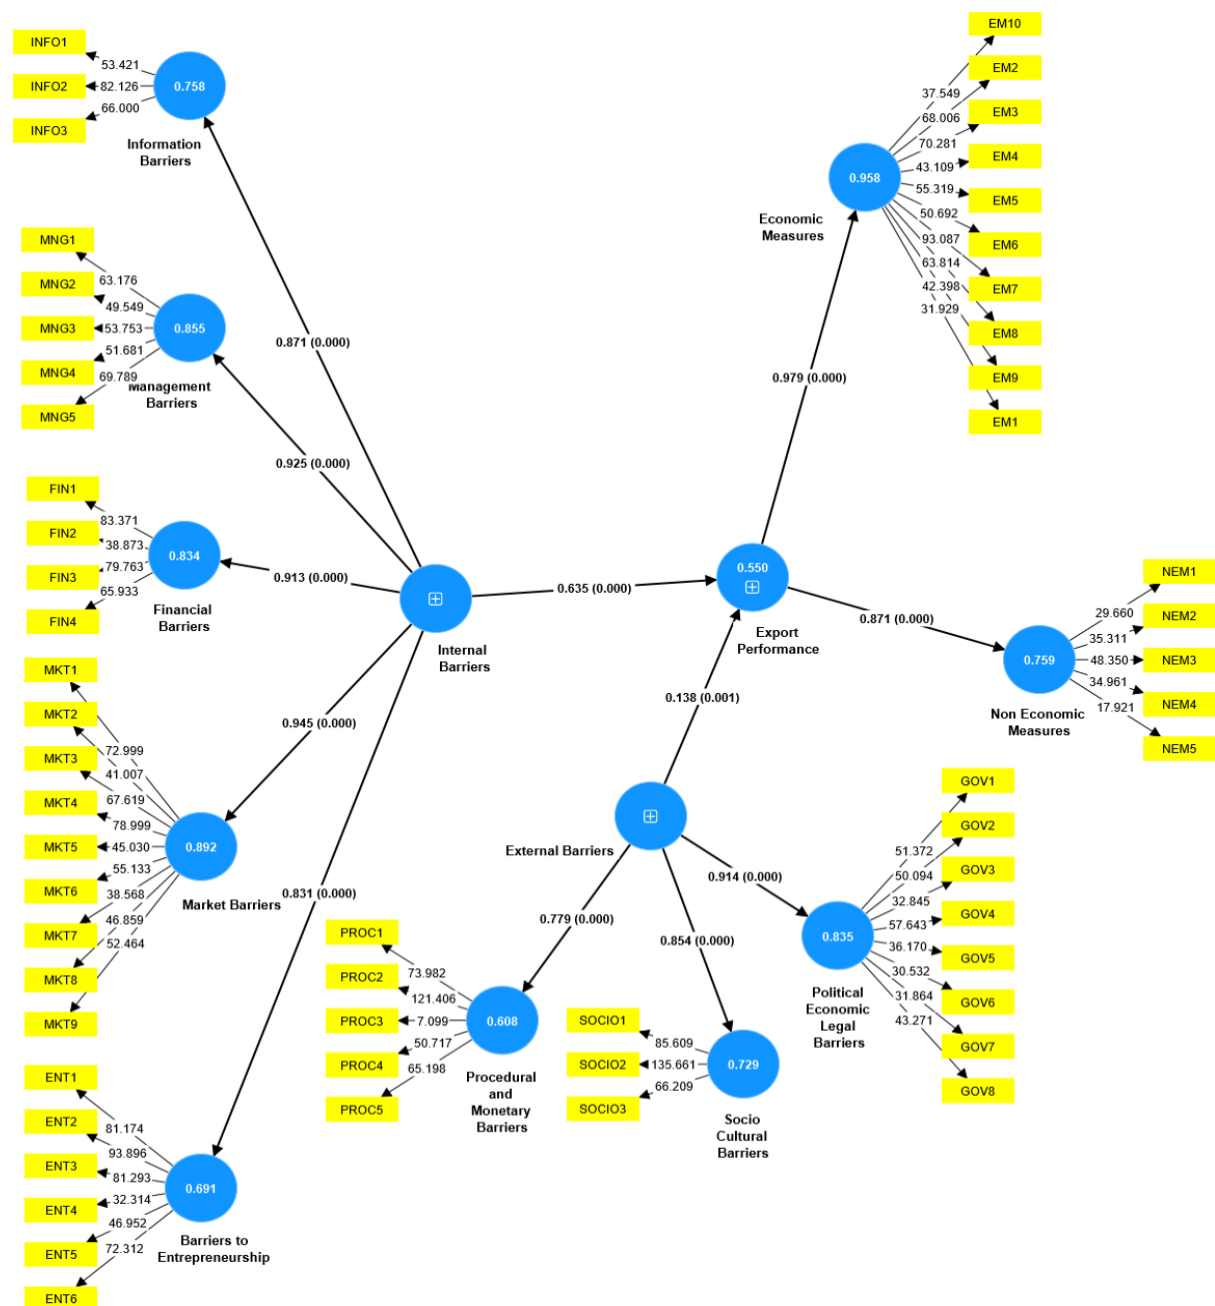 INFO1
INFO2
INFO3
53.421
82.126
66.000
0.758
Information
Barriers
MNG1
MNG2
MNG3
MNG4
MNG5
63.176
49.549
53.753
51.681
69.789
0.855
Management
Barriers
FIN1
FIN2
FIN3
FIN4
83.371
38.873
79.763
65.933
0.834
Financial
Barriers
MKT1
MKT2
MKT3
MKT4
MKT5
MKT6
MKT7
MKT8
MKT9
72.999
41.007
67.619
78.999
45.030
55.133
38.568
46.859
52.464
0.892
Market Barriers
ENT1
ENT2
ENT3
ENT4
ENT5
ENT6
81.174
93.896
81.293
32.314
46.952
72.312
0.691
Barriers to
Entrepreneurship
0.871 (0.000)
0.925 (0.000)
0.913 (0.000)
0.945 (0.000)
0.831 (0.000)
Internal
Barriers
0.635 (0.000)
0.550
Export
Performance
0.979 (0.000)
0.871 (0.000)
0.138 (0.001)
0.958
Economic
Measures
37.549
68.006
70.281
43.109
55.319
50.692
93.087
63.814
42.398
31.929
EM10
EM2
EM3
EM4
EM5
EM6
EM7
EM8
EM9
EM1
0.759
Non Economic
Measures
29.660
35.311
48.350
34.961
17.921
NEM1
NEM2
NEM3
NEM4
NEM5
External Barriers
0.779 (0.000)
0.854 (0.000)
0.914 (0.000)
PROC1
PROC2
PROC3
PROC4
PROC5
73.982
121.406
7.099
50.717
65.198
0.608
Procedural
and
Monetary
Barriers
SOCIO1
SOCIO2
SOCIO3
85.609
135.661
66.209
0.729
Socio
Cultural
Barriers
0.835
Political
Economic
Legal
Barriers
51.372
50.094
32.845
57.643
36.170
30.532
31.864
43.271
GOV1
GOV2
GOV3
GOV4
GOV5
GOV6
GOV7
GOV8